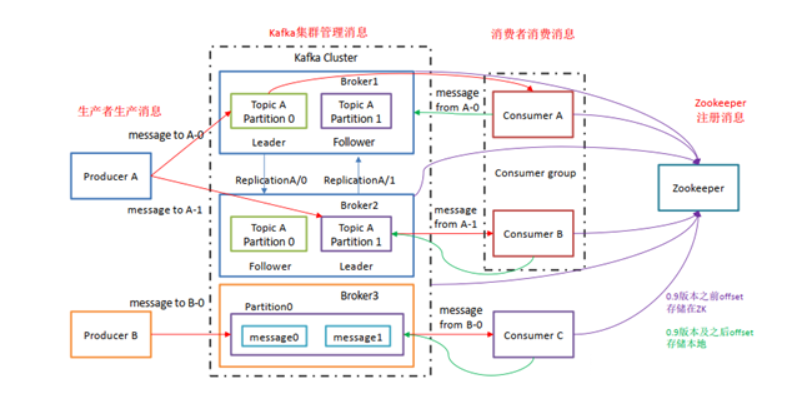 Kafka集群管理消息
消费者消费消息
Kafka Cluster
Zookeeper
注册消息
生产者生产消息
Broker1
Topic A
Partition 0
Topic A
Partition 1
Leader
Follower
message
from A-0
Consumer A
message to A-0
Producer A
ReplicationA/0
ReplicationA/1
Consumer group
Zookeeper
message to A-1
Broker2
Topic A
Partition 0
Topic A
Partition 1
Follower
Leader
message
from A-1
Consumer B
Broker3
message to B-0
Partition0
message0
message1
Producer B
message
from B-0
Consumer C
0.9版本之前offset
存储在ZK
0.9版本及之后offset
存储本地